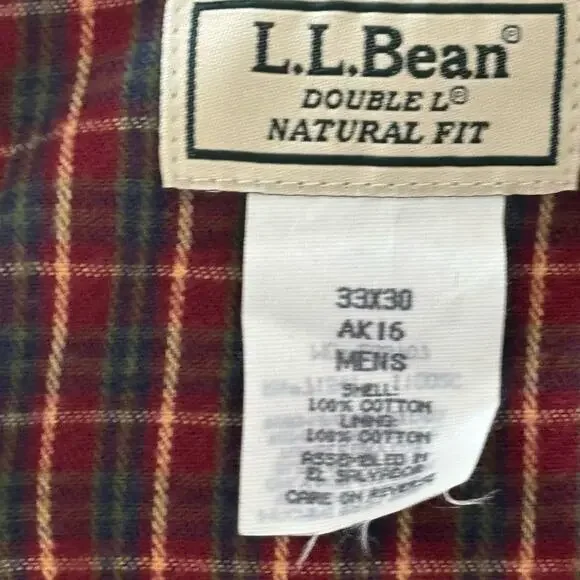 L.L.Bean®
DOUBLE L®
NATURAL FIT
33X30
AK16
MENS
SHELL:
100% COTTON
LINING:
100% COTTON
ASSEMBLED IN
EL SALVADOR
CARE ON REVERSE